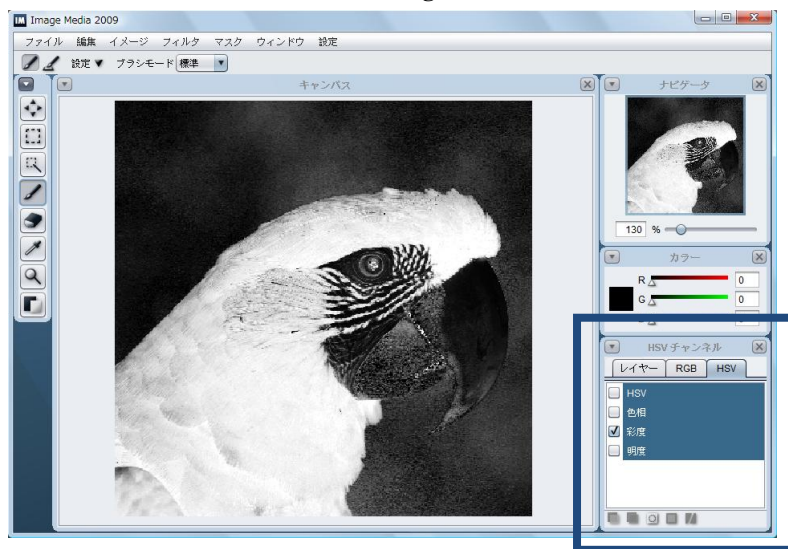 Image Media 2009
ファイル 編集 イメージ フィルタ マスク ウィンドウ 設定
設定▼ ブラシモード 標準
キャンバス
ナビゲータ
130 %
カラー
R 0
G 0
HSVチャンネル
レイヤー RGB HSV
HSV
色相
彩度
明度